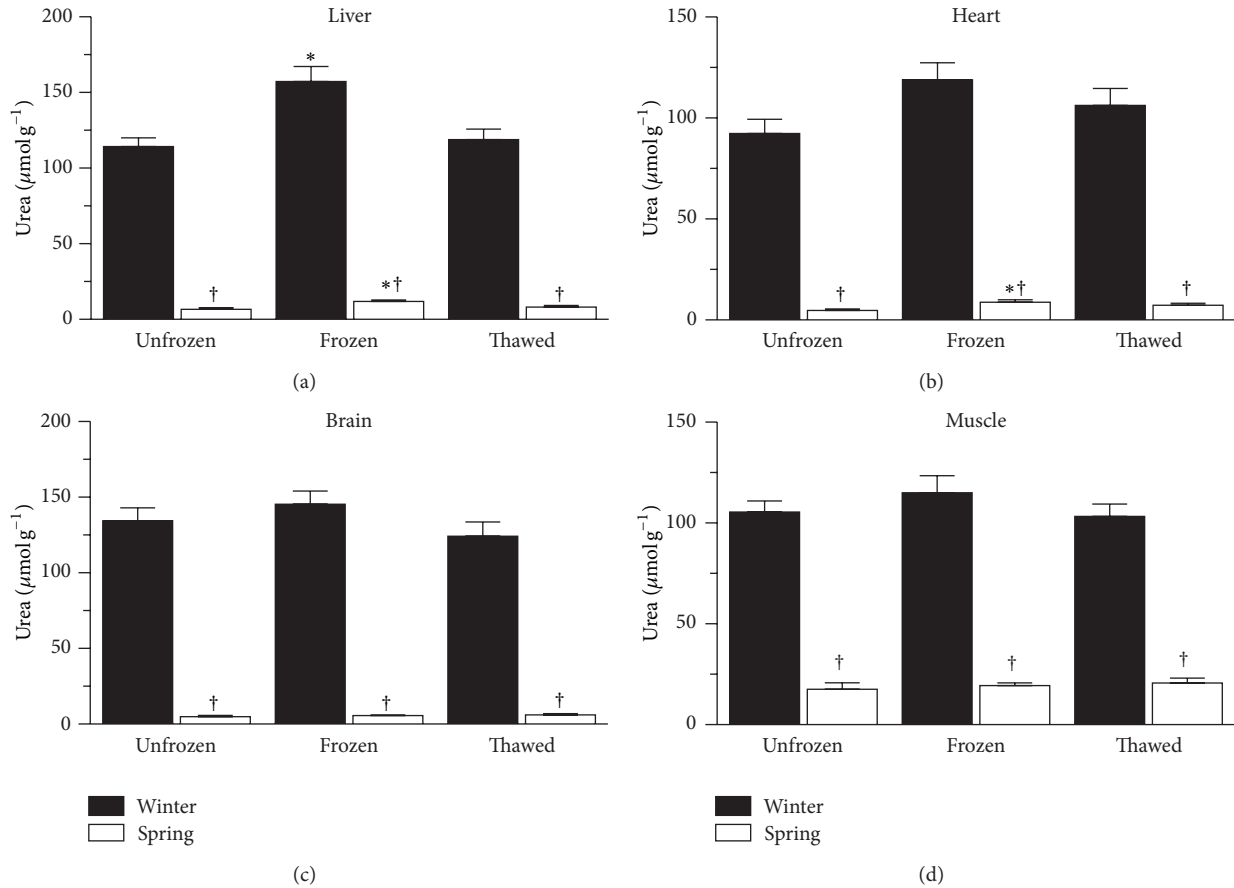 Liver
200
150
100
50
0
Urea (μmol g−1)
*
†
*†
†
Unfrozen Frozen Thawed
(a)
Heart
150
100
50
0
Urea (μmol g−1)
†
*†
†
Unfrozen Frozen Thawed
(b)
Brain
200
150
100
50
0
Urea (μmol g−1)
†
†
†
Unfrozen Frozen Thawed
Winter
Spring
(c)
Muscle
150
100
50
0
Urea (μmol g−1)
†
†
†
Unfrozen Frozen Thawed
Winter
Spring
(d)